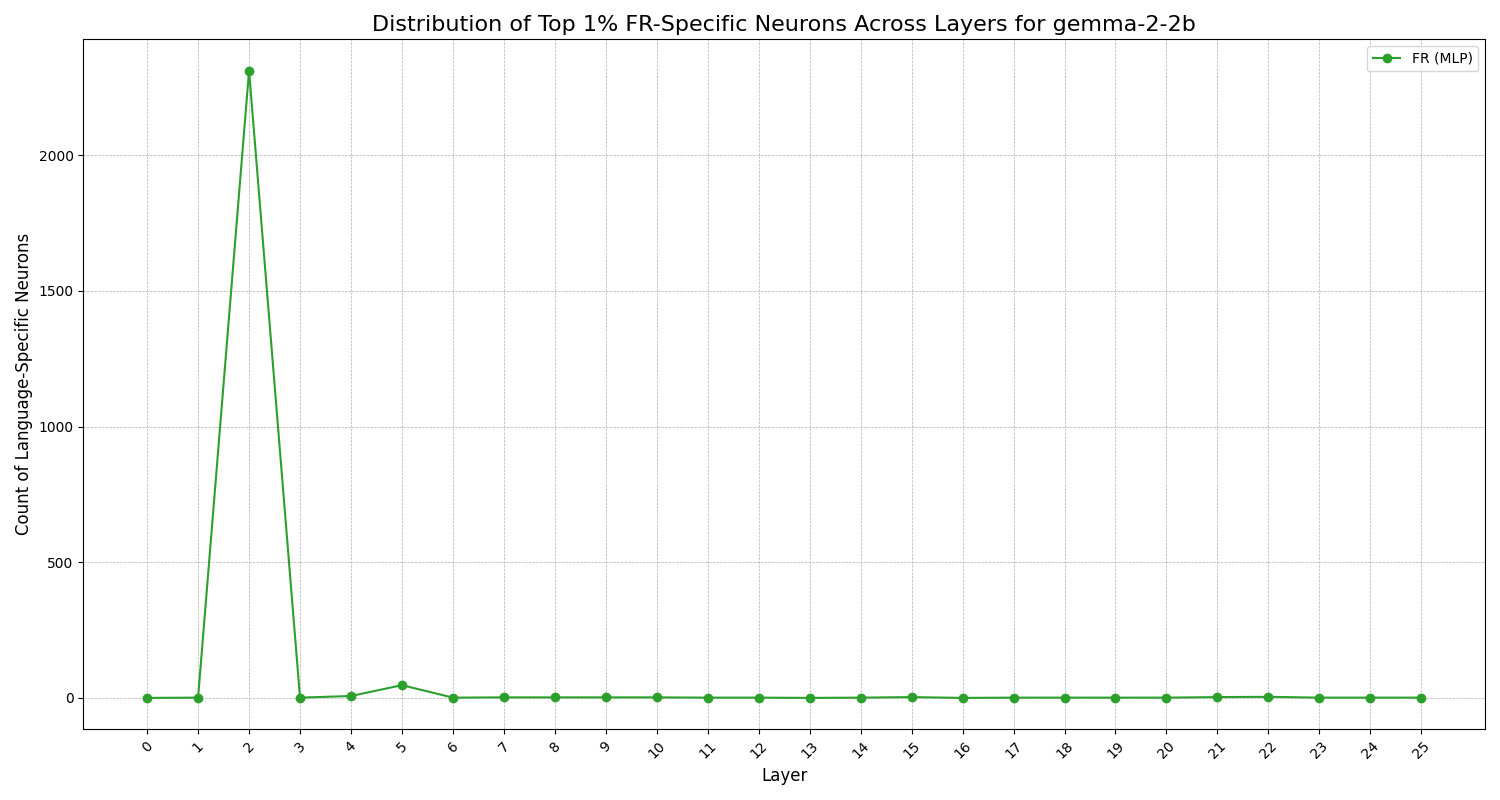 Distribution of Top 1% FR-Specific Neurons Across Layers for gemma-2-2b
FR (MLP)
Count of Language-Specific Neurons
2000
1500
1000
500
0
0 1 2 3 4 5 6 7 8 9 10 11 12 13 14 15 16 17 18 19 20 21 22 23 24 25
Layer